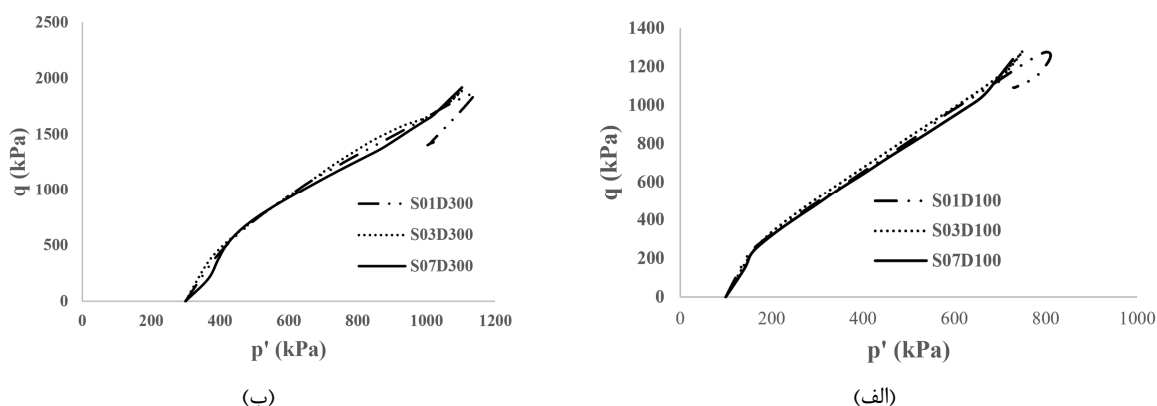 2500
2000
1500
1000
500
0
q (kPa)
0 200 400 600 800 1000 1200
p' (kPa)
S01D300
S03D300
S07D300
(ب)
1400
1200
1000
800
600
400
200
0
q (kPa)
0 200 400 600 800 1000
p' (kPa)
S01D100
S03D100
S07D100
(الف)